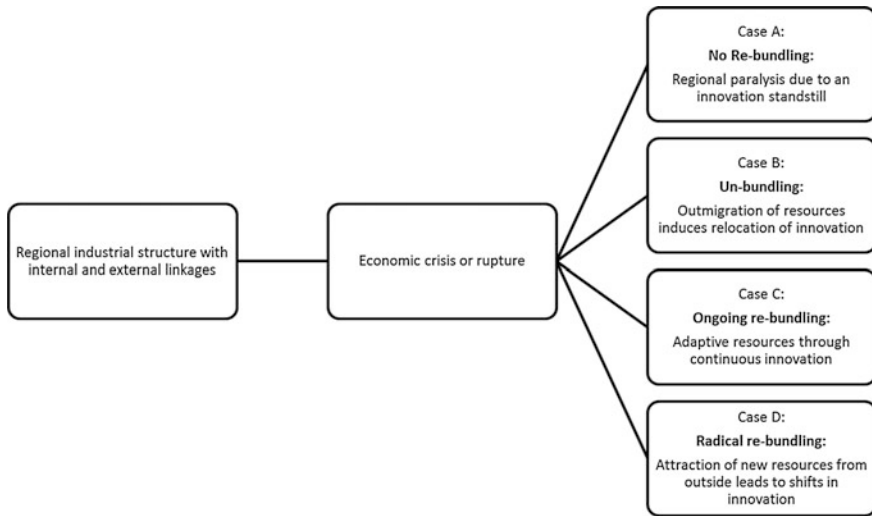 Case A:
No Re-bundling:
Regional paralysis due to an
innovation standstill
Case B:
Un-bundling:
Outmigration of resources
induces relocation of innovation
Regional industrial structure with
internal and external linkages
Economic crisis or rupture
Case C:
Ongoing re-bundling:
Adaptive resources through
continuous innovation
Case D:
Radical re-bundling:
Attraction of new resources from
outside leads to shifts in
innovation